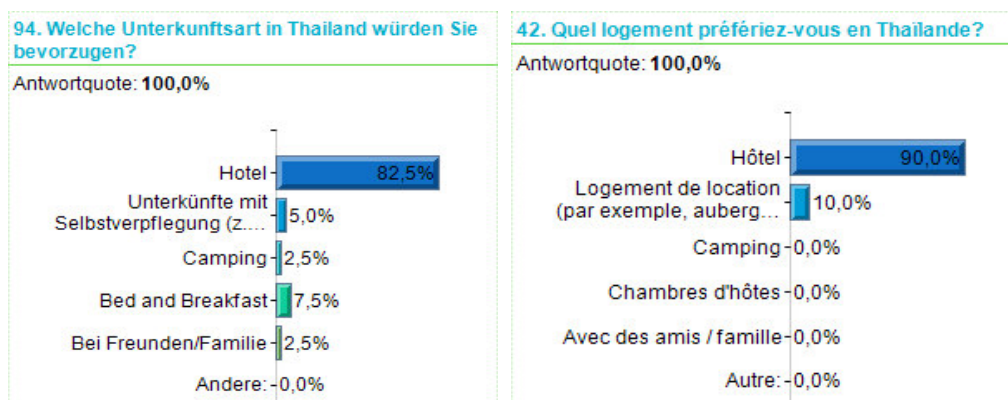 94. Welche Unterkunftsart in Thailand würden Sie
bevorzugen?
Antwortquote: 100,0%
Hotel
82,5%
Unterkünfte mit
Selbstverpflegung (z....
5,0%
Camping
2,5%
Bed and Breakfast
7,5%
Bei Freunden/Familie
2,5%
Andere:
0,0%
42. Quel logement préfériez-vous en Thaïlande?
Antwortquote: 100,0%
Hôtel
90,0%
Logement de location
(par exemple, auberg...
10,0%
Camping
0,0%
Chambres d'hôtes
0,0%
Avec des amis / famille
0,0%
Autre:
0,0%